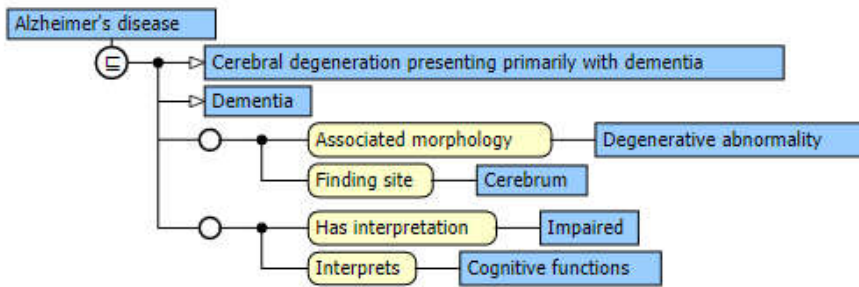 Alzheimer's disease
⊑
Cerebral degeneration presenting primarily with dementia
Dementia
Associated morphology Degenerative abnormality
Finding site Cerebrum
Has interpretation Impaired
Interprets Cognitive functions